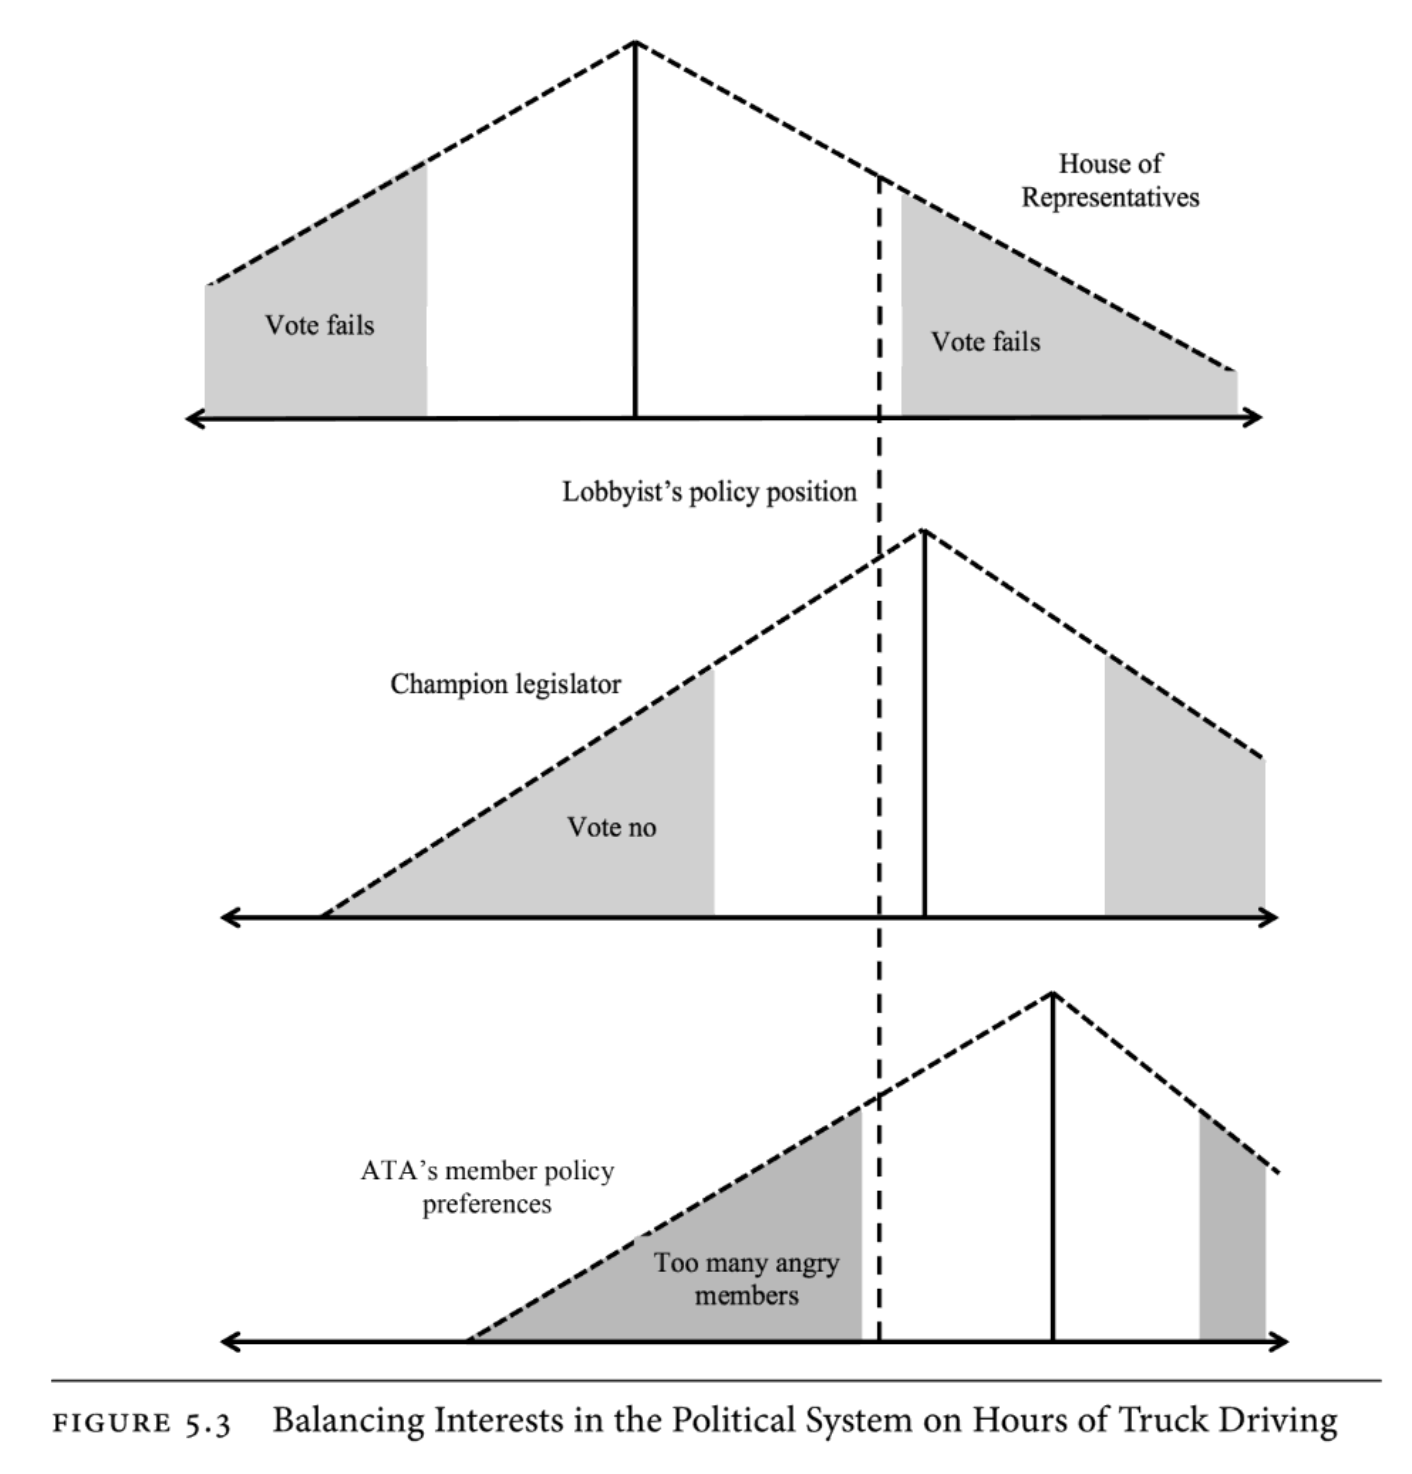 House of
Representatives
Vote fails
Vote fails
Lobbyist’s policy position
Champion legislator
Vote no
ATA’s member policy
preferences
Too many angry
members
FIGURE 5.3 Balancing Interests in the Political System on Hours of Truck Driving